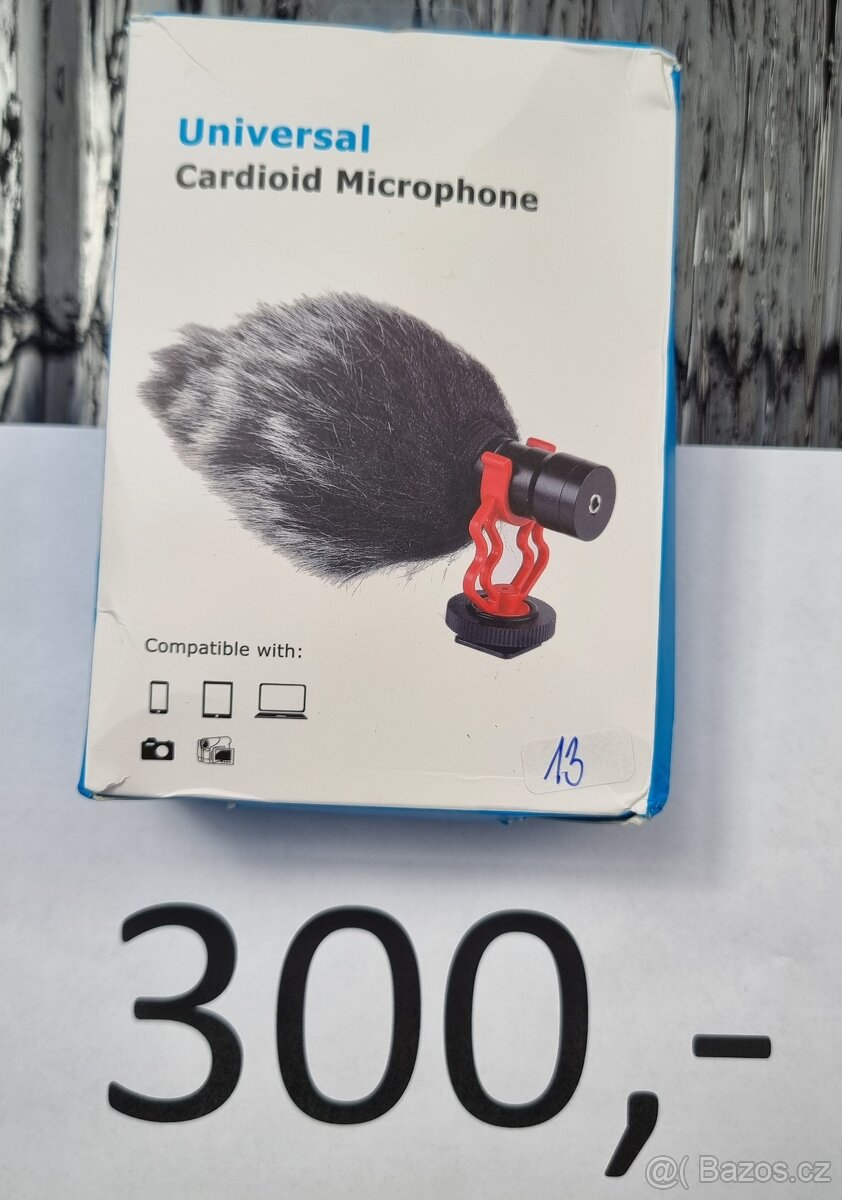 Universal
Cardioid Microphone
Compatible with:
13
300,-
@( Bazos.cz